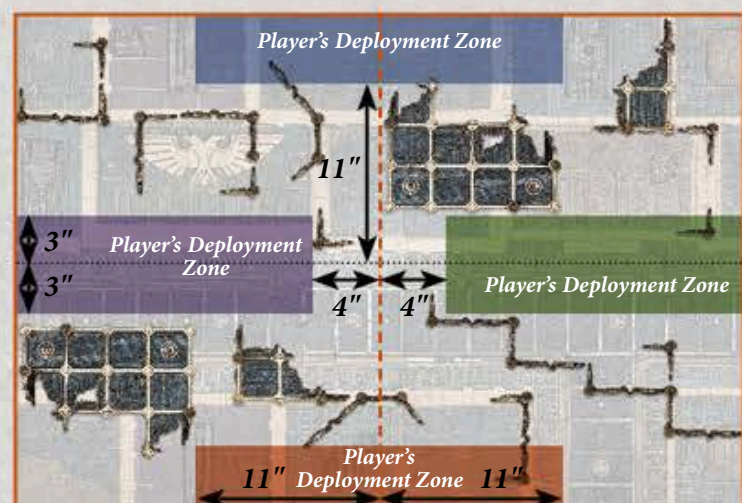 Player's Deployment Zone
11"
3"
Player's Deployment
Zone
3"
4"
4"
Player's Deployment Zone
Player's
11" Deployment Zone 11"